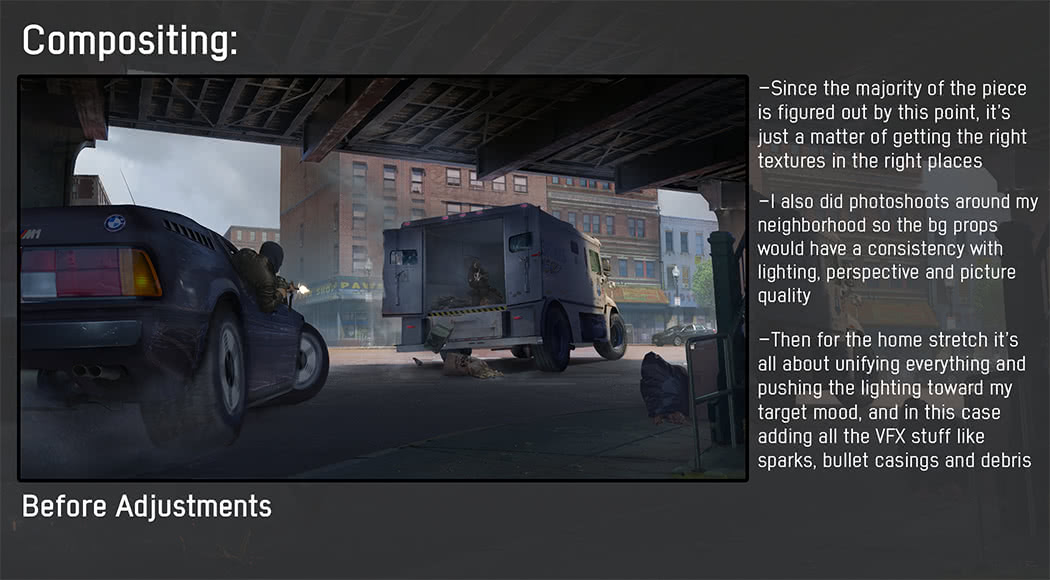 Compositing:
–Since the majority of the piece
is figured out by this point, it's
just a matter of getting the right
textures in the right places
–I also did photoshoots around my
neighborhood so the bg props
would have a consistency with
lighting, perspective and picture
quality
–Then for the home stretch it's
all about unifying everything and
pushing the lighting toward my
target mood, and in this case
adding all the VFX stuff like
sparks, bullet casings and debris
BMW
M1
Before Adjustments